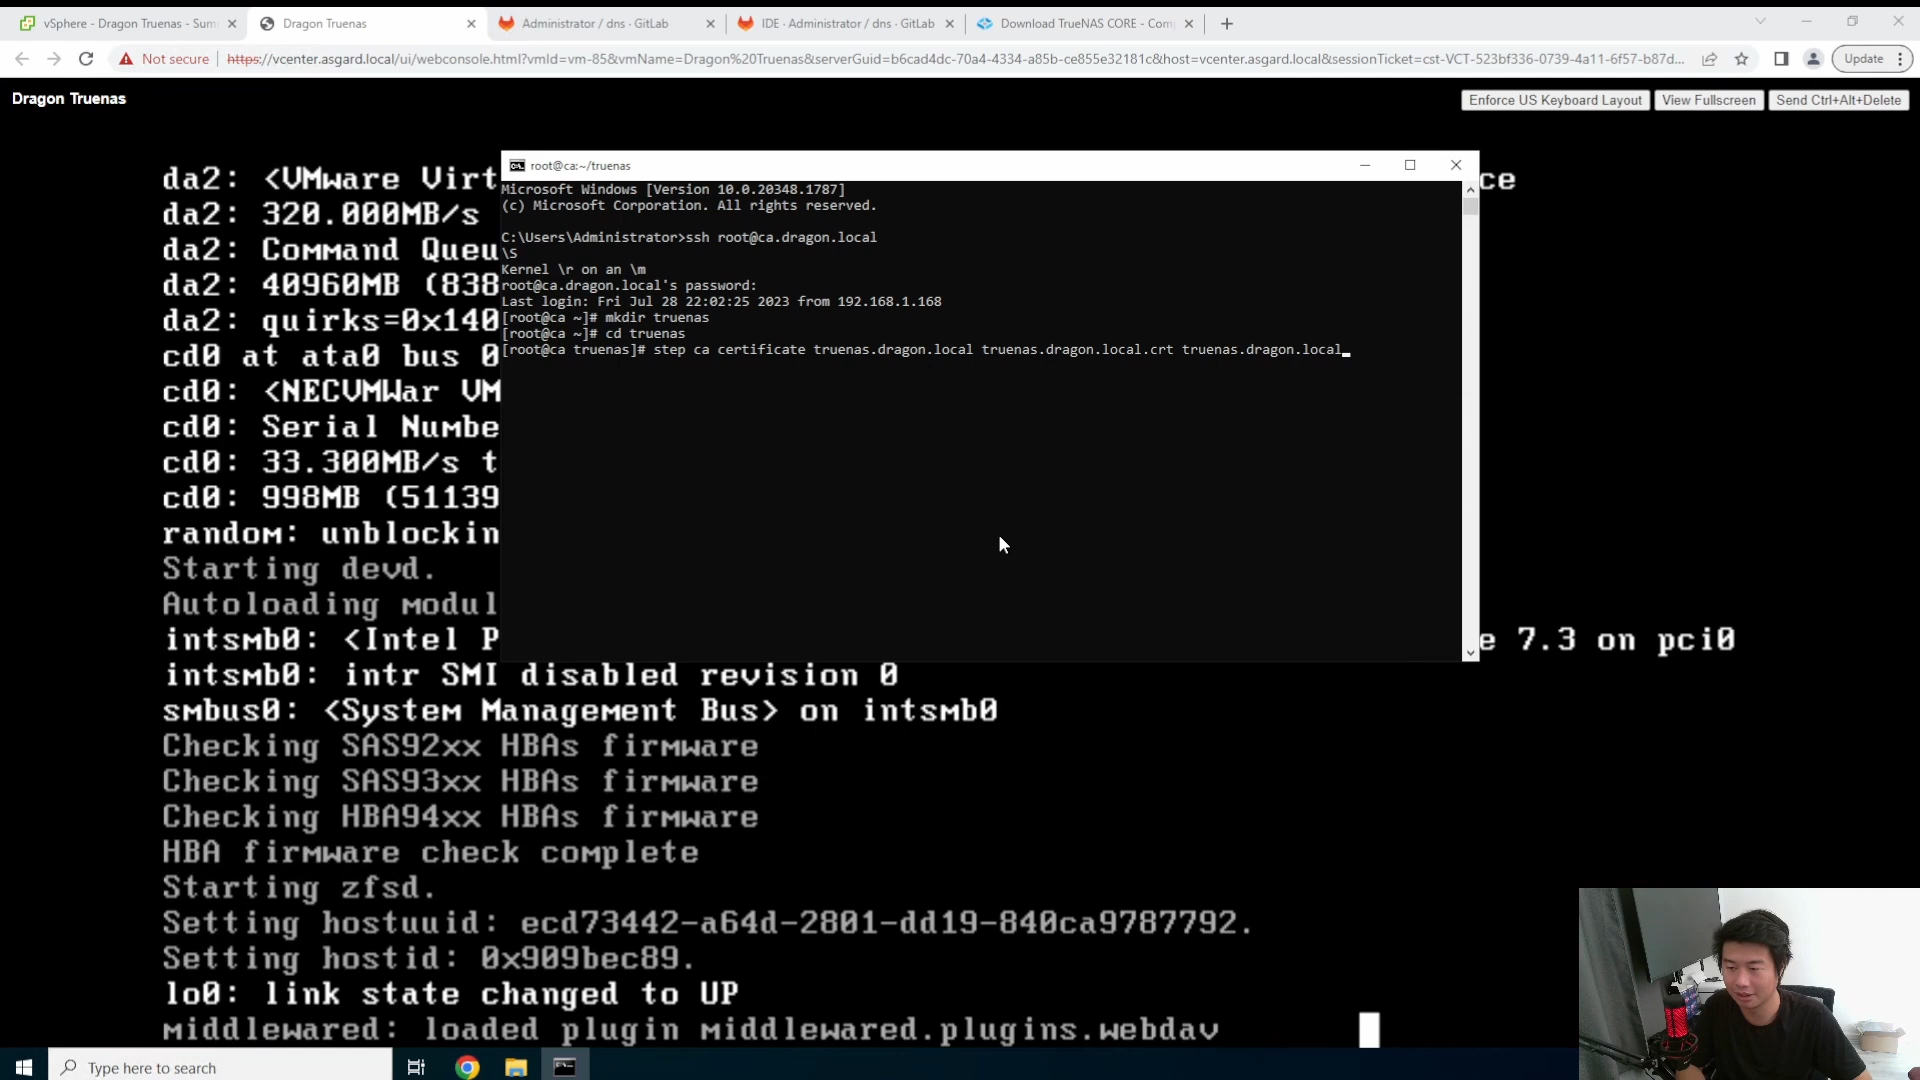 vSphere - Dragon Truenas - Sum
Dragon Truenas
Administrator / dns · GitLab
IDE · Administrator / dns · GitLab
Download TrueNAS CORE - Com
Not secure
https://vcenter.asgard.local/ui/webconsole.html?vmId=vm-85&vmName=Dragon%20Truenas&serverGuid=b6cad4dc-70a4-4334-a85b-ce855e32181c&host=vcenter.asgard.local&sessionTicket=cst-VCT-523bf336-0739-4a11-6f57-b87d...
Update
Dragon Truenas
Enforce US Keyboard Layout
View Fullscreen
Send Ctrl+Alt+Delete
root@ca:~/truenas
Microsoft Windows [Version 10.0.20348.1787]
(c) Microsoft Corporation. All rights reserved.
C:\Users\Administrator>ssh root@ca.dragon.local
\S
Kernel \r on an \m
root@ca.dragon.local's password:
Last login: Fri Jul 28 22:02:25 2023 from 192.168.1.168
[root@ca ~]# mkdir truenas
[root@ca ~]# cd truenas
[root@ca truenas]# step ca certificate truenas.dragon.local truenas.dragon.local.crt truenas.dragon.local
da2: <VMware Virt
ce
da2: 320.000MB/s
da2: Command Queu
da2: 40960MB (838
da2: quirks=0x140
cd0 at ata0 bus 0
cd0: <NECVMWar VM
cd0: Serial Numbe
cd0: 33.300MB/s t
cd0: 998MB (51139
random: unblockin
Starting devd.
Autoloading modul
intsmb0: <Intel P
e 7.3 on pci0
intsmb0: intr SMI disabled revision 0
smbus0: <System Management Bus> on intsmb0
Checking SAS92xx HBAs firmware
Checking SAS93xx HBAs firmware
Checking HBA94xx HBAs firmware
HBA firmware check complete
Starting zfsd.
Setting hostuuid: ecd73442-a64d-2801-dd19-840ca9787792.
Setting hostid: 0x909bec89.
lo0: link state changed to UP
middlewared: loaded plugin middlewared.plugins.webdav
Type here to search